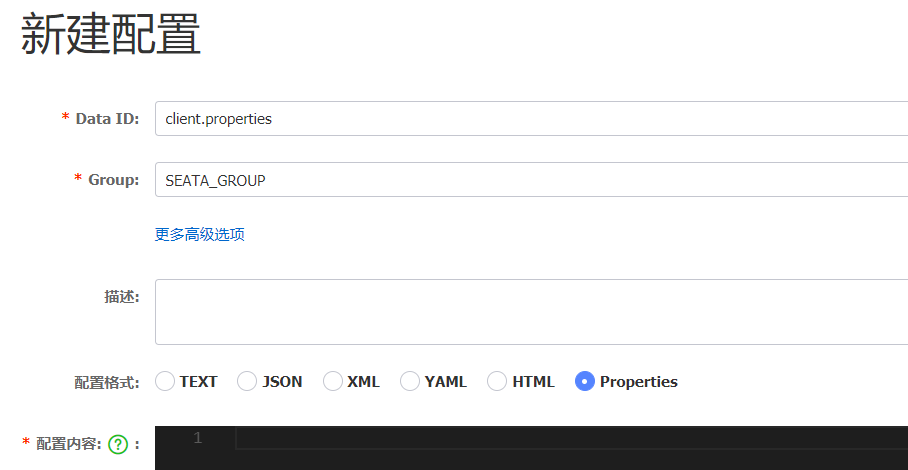 新建配置
* Data ID: client.properties
* Group: SEATA_GROUP
更多高级选项
描述:
配置格式: TEXT JSON XML YAML HTML Properties
* 配置内容: ? : 1